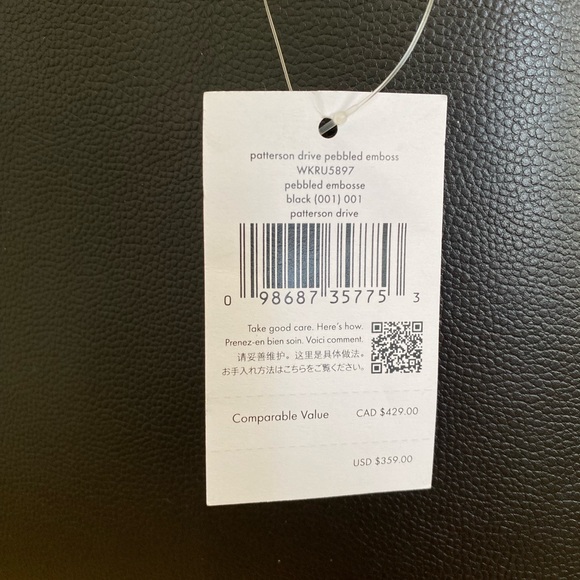 patterson drive pebbled emboss
WKRU5897
pebbled embosse
black (001) 001
patterson drive
0 98687 35775 3
Take good care. Here's how.
Prenez-en bien soin. Voici comment.
请妥善维护。这里是具体做法。
お手入れ方法はこちらをご覧ください。
Comparable Value CAD $429.00
USD $359.00